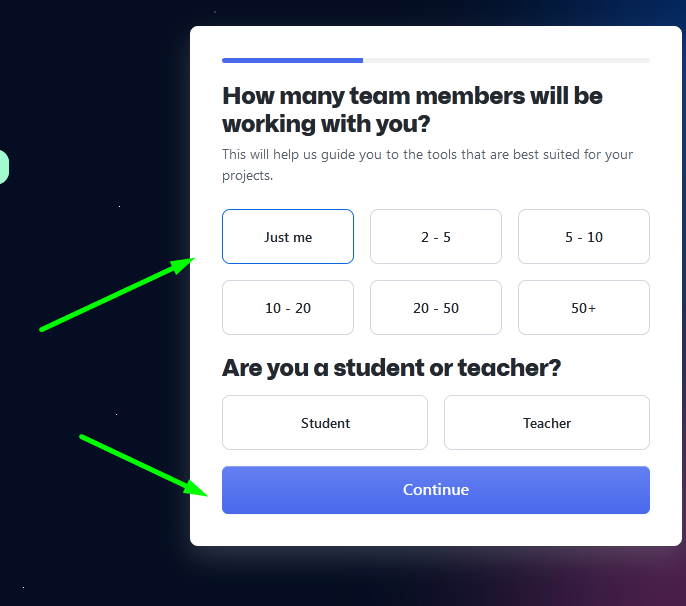 How many team members will be
working with you?
This will help us guide you to the tools that are best suited for your
projects.
Just me
2 - 5
5 - 10
10 - 20
20 - 50
50+
Are you a student or teacher?
Student
Teacher
Continue